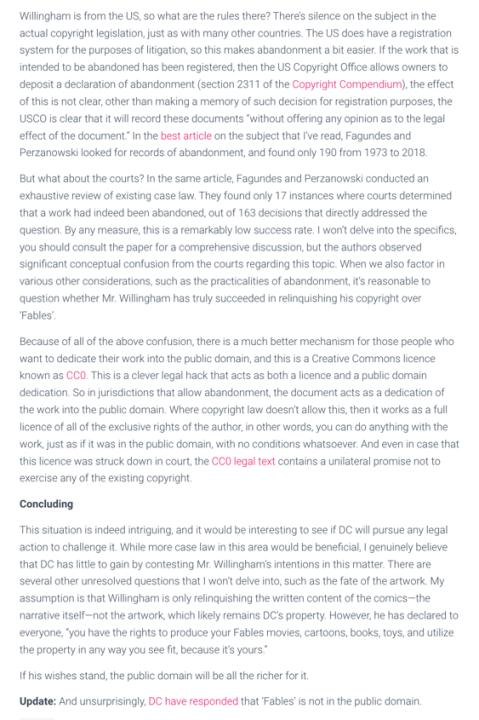 Willingham is from the US, so what are the rules there? There's silence on the subject in the
actual copyright legislation, just as with many other countries. The US does have a registration
system for the purposes of litigation, so this makes abandonment a bit easier. If the work that is
intended to be abandoned has been registered, then the US Copyright Office allows owners to
deposit a declaration of abandonment (section 2311 of the Copyright Compendium), the effect
of this is not clear, other than making a memory of such decision for registration purposes, the
USCO is clear that it will record these documents "without offering any opinion as to the legal
effect of the document." In the best article on the subject that I've read, Fagundes and
Perzanowski looked for records of abandonment, and found only 190 from 1973 to 2018.
But what about the courts? In the same article, Fagundes and Perzanowski conducted an
exhaustive review of existing case law. They found only 17 instances where courts determined
that a work had indeed been abandoned, out of 163 decisions that directly addressed the
question. By any measure, this is a remarkably low success rate. I won't delve into the specifics,
you should consult the paper for a comprehensive discussion, but the authors observed
significant conceptual confusion from the courts regarding this topic. When we also factor in
various other considerations, such as the practicalities of abandonment, it's reasonable to
question whether Mr. Willingham has truly succeeded in relinquishing his copyright over
'Fables'.
Because of all of the above confusion, there is a much better mechanism for those people who
want to dedicate their work into the public domain, and this is a Creative Commons licence
known as CC0. This is a clever legal hack that acts as both a licence and a public domain
dedication. So in jurisdictions that allow abandonment, the document acts as a dedication of
the work into the public domain. Where copyright law doesn't allow this, then it works as a full
licence of all of the exclusive rights of the author, in other words, you can do anything with the
work, just as if it was in the public domain, with no conditions whatsoever. And even in case that
this licence was struck down in court, the CC0 legal text contains a unilateral promise not to
exercise any of the existing copyright.
Concluding
This situation is indeed intriguing, and it would be interesting to see if DC will pursue any legal
action to challenge it. While more case law in this area would be beneficial, I genuinely believe
that DC has little to gain by contesting Mr. Willingham's intentions in this matter. There are
several other unresolved questions that I won't delve into, such as the fate of the artwork. My
assumption is that Willingham is only relinquishing the written content of the comics—the
narrative itself—not the artwork, which likely remains DC's property. However, he has declared to
everyone, "you have the rights to produce your Fables movies, cartoons, books, toys, and utilize
the property in any way you see fit, because it's yours."
If his wishes stand, the public domain will be all the richer for it.
Update: And unsurprisingly, DC have responded that 'Fables' is not in the public domain.